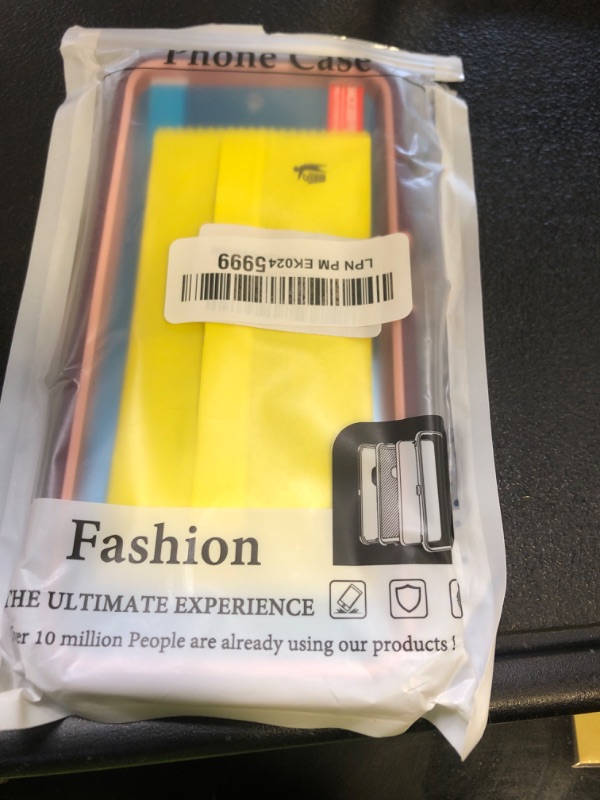 Phone Case
LPN PM EK0245999
Fashion
THE ULTIMATE EXPERIENCE
er 10 million People are already using our products !